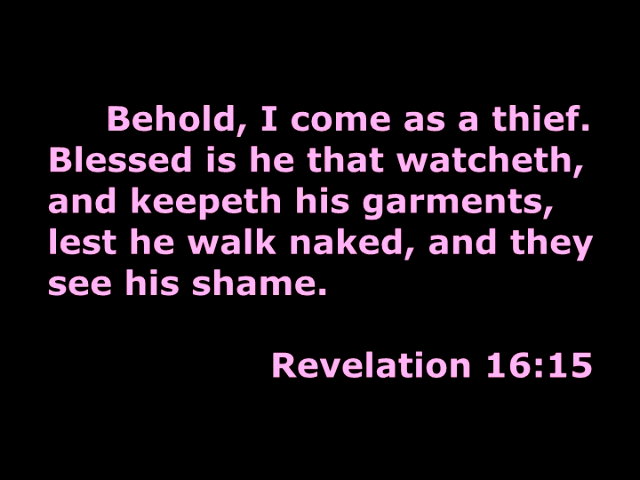 Behold, I come as a thief.
Blessed is he that watcheth,
and keepeth his garments,
lest he walk naked, and they
see his shame.
Revelation 16:15